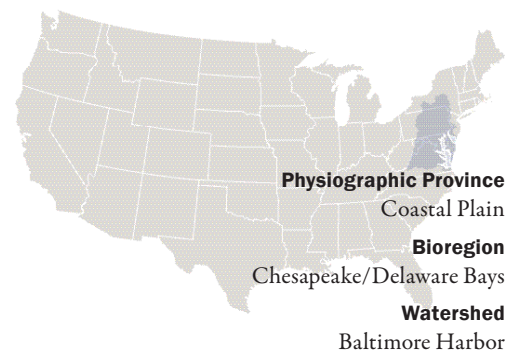 Physiographic Province
Coastal Plain
Bioregion
Chesapeake/Delaware Bays
Watershed
Baltimore Harbor